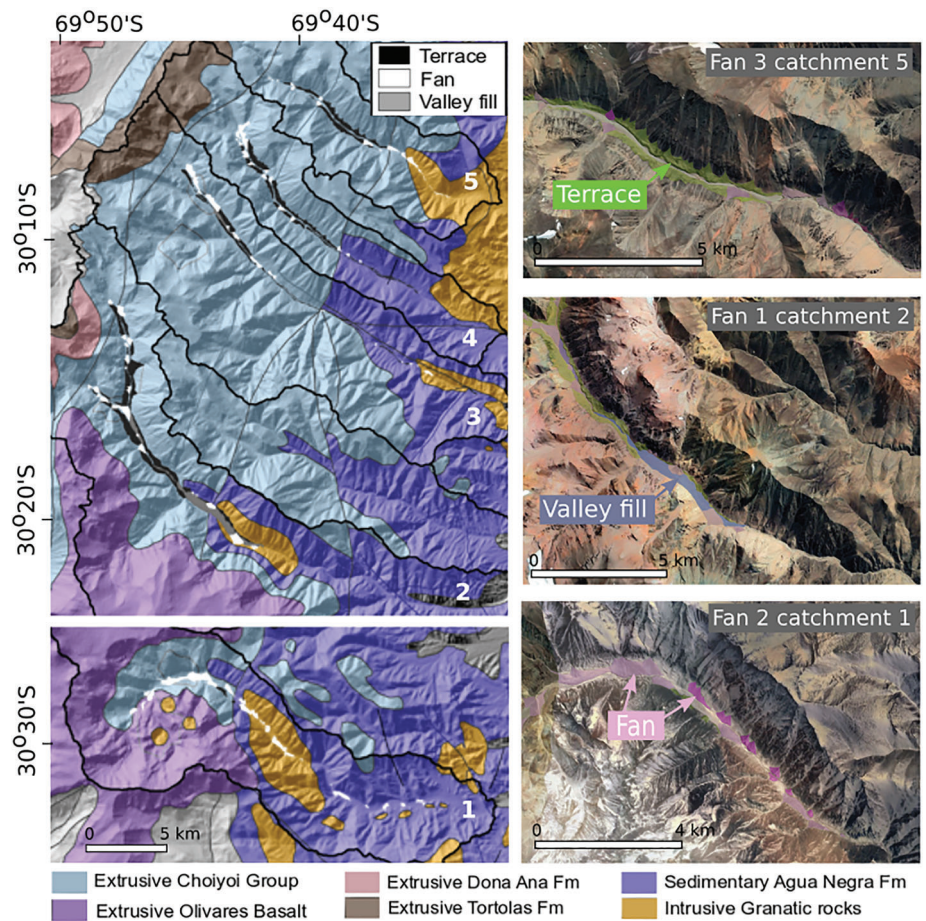 69°50'S
69°40'S
Terrace
Fan
Valley fill
30°10'S
30°20'S
5
4
3
2
30°30'S
1
0 5 km
Fan 3 catchment 5
Terrace
0 5 km
Fan 1 catchment 2
Valley fill
0 5 km
Fan 2 catchment 1
Fan
0 4 km
Extrusive Choiyoi Group
Extrusive Dona Ana Fm
Sedimentary Agua Negra Fm
Extrusive Olivares Basalt
Extrusive Tortolas Fm
Intrusive Granatic rocks